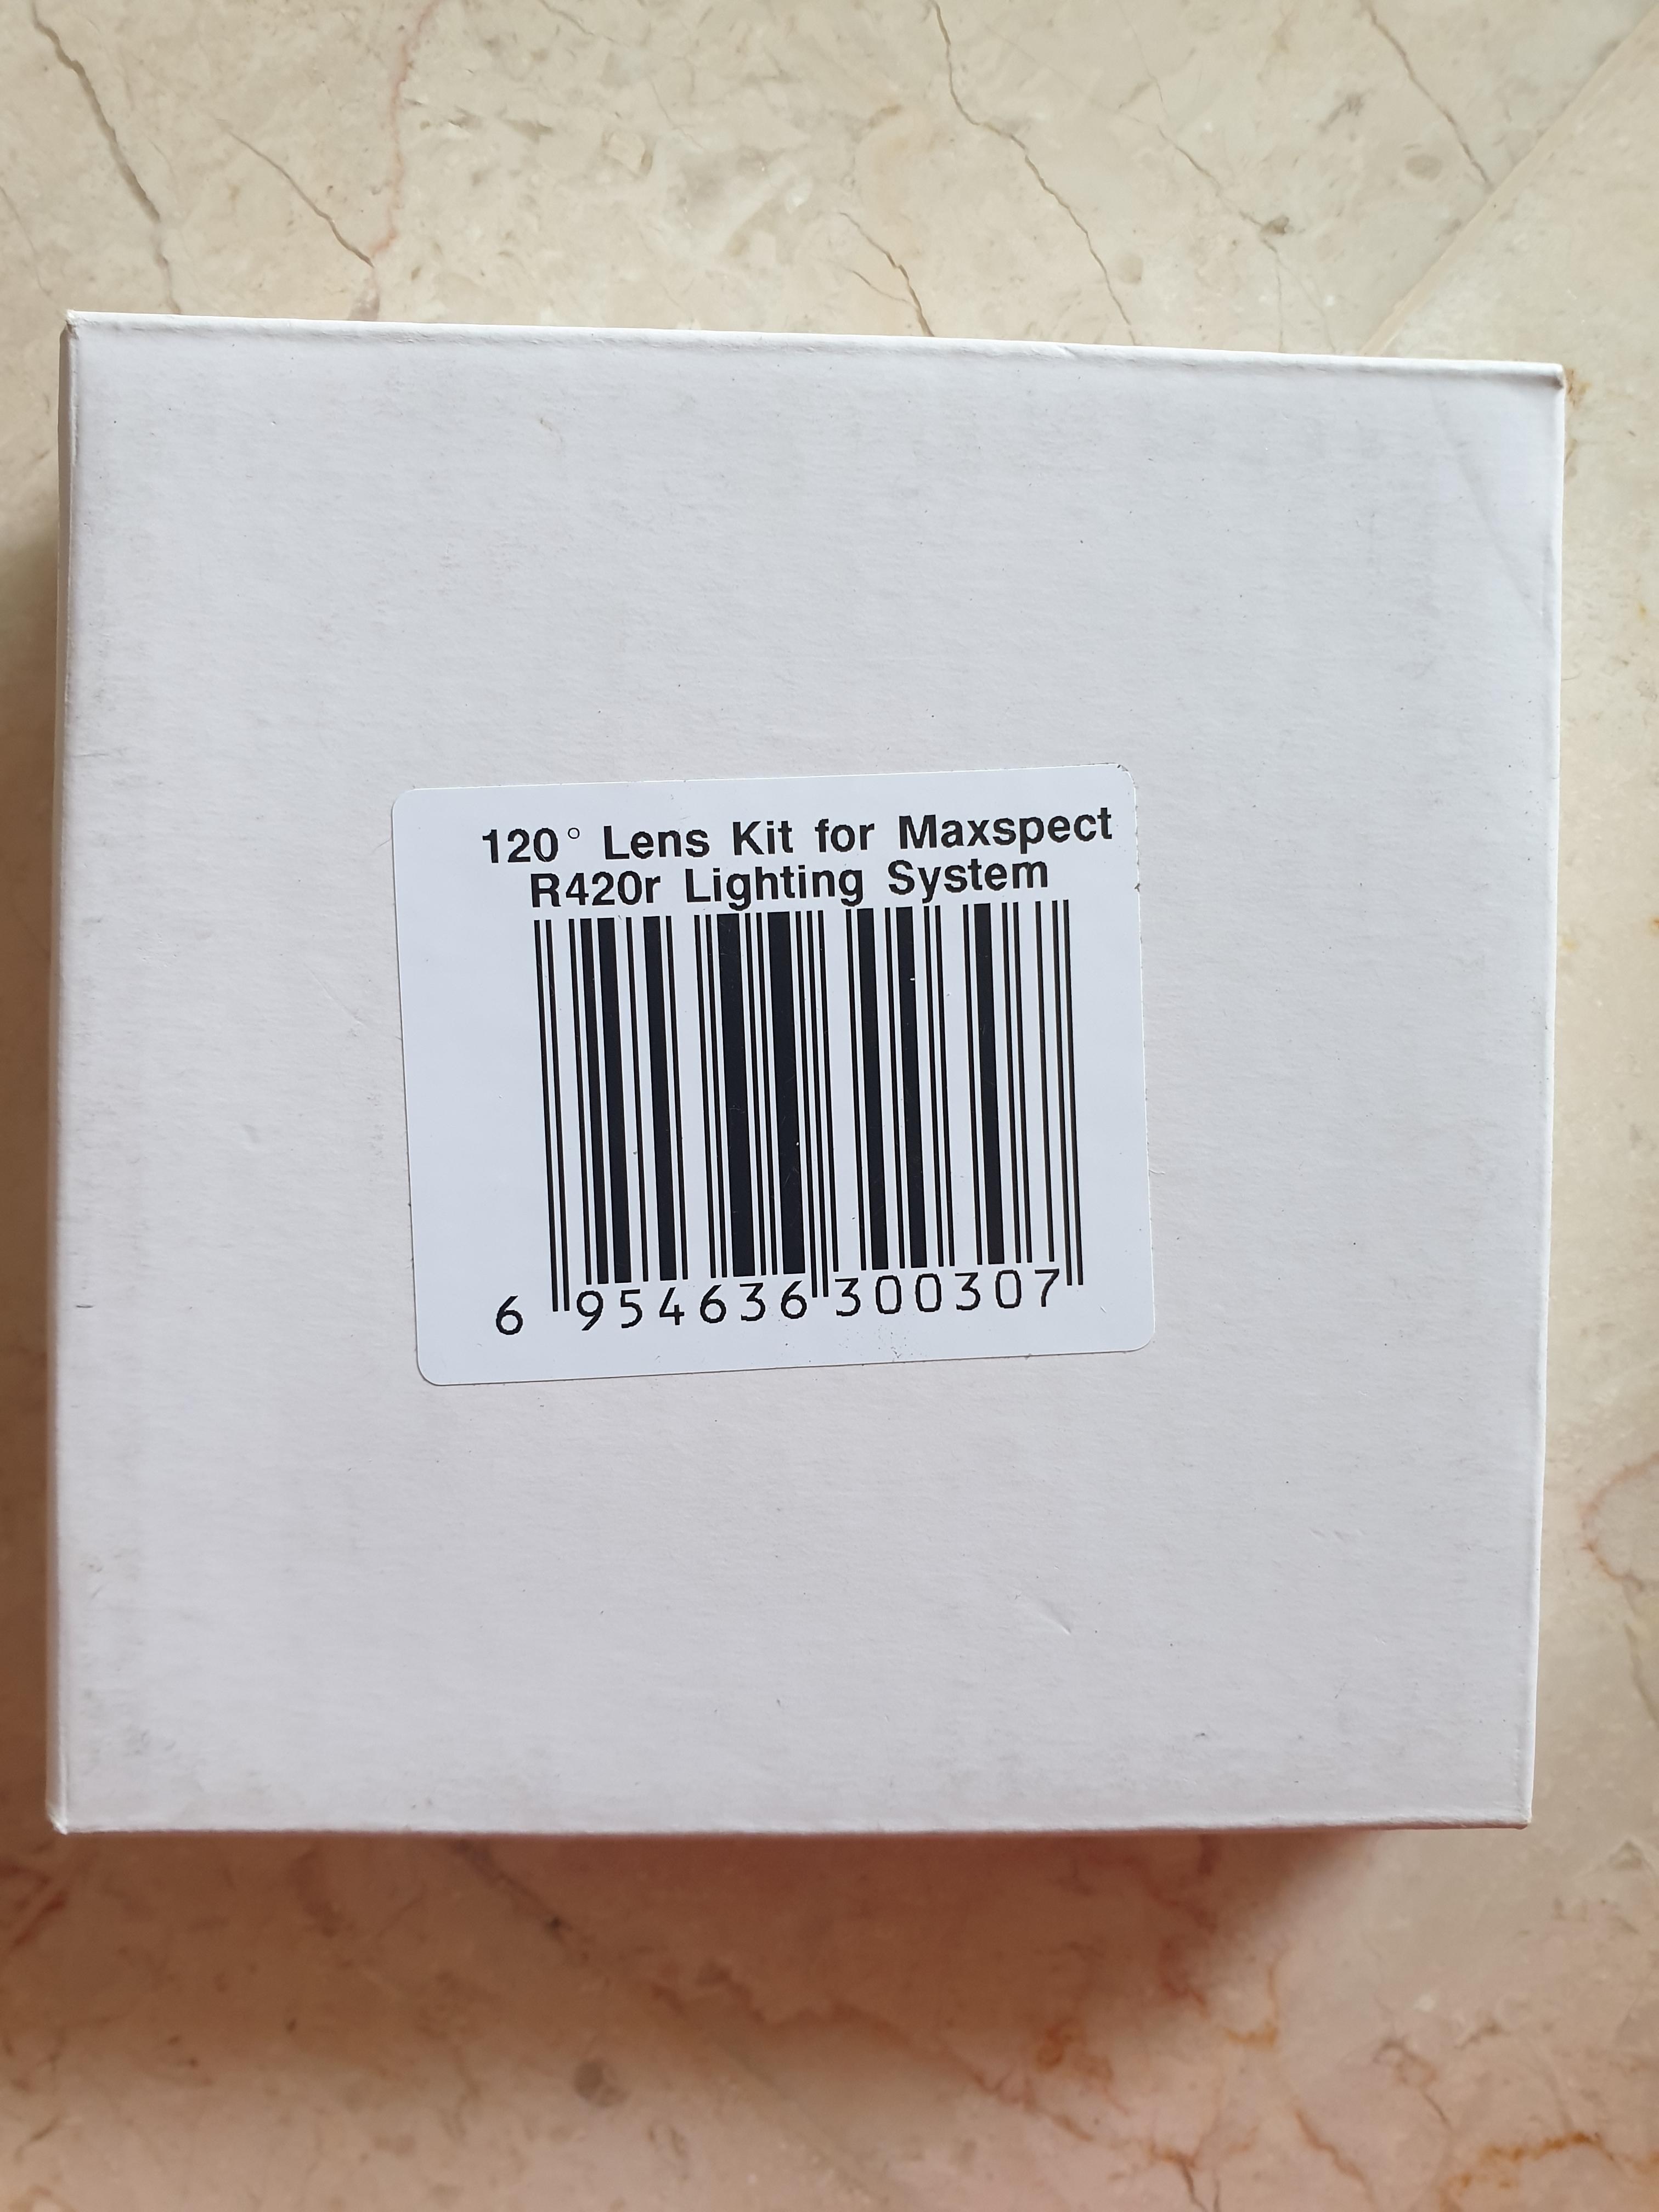 120° Lens Kit for Maxspect
R420r Lighting System
6 954636 300307